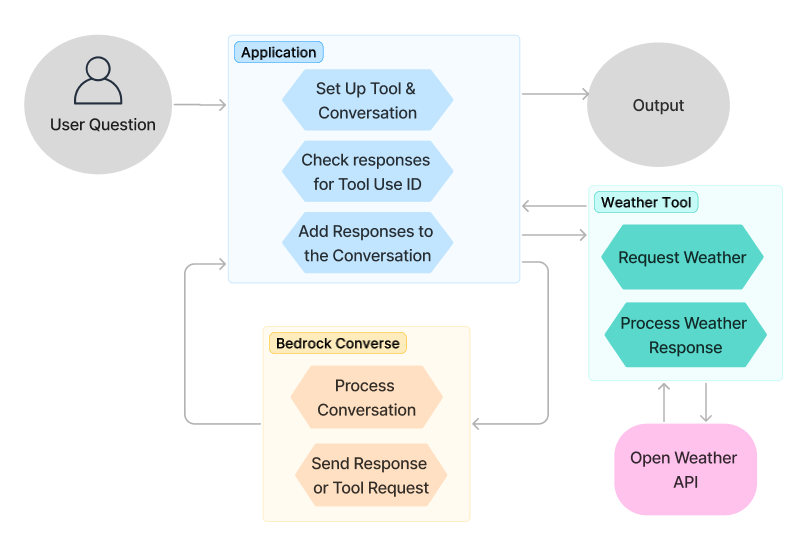 User Question
Application
Set Up Tool &
Conversation
Check responses
for Tool Use ID
Add Responses to
the Conversation
Output
Weather Tool
Request Weather
Process Weather
Response
Bedrock Converse
Process
Conversation
Send Response
or Tool Request
Open Weather
API